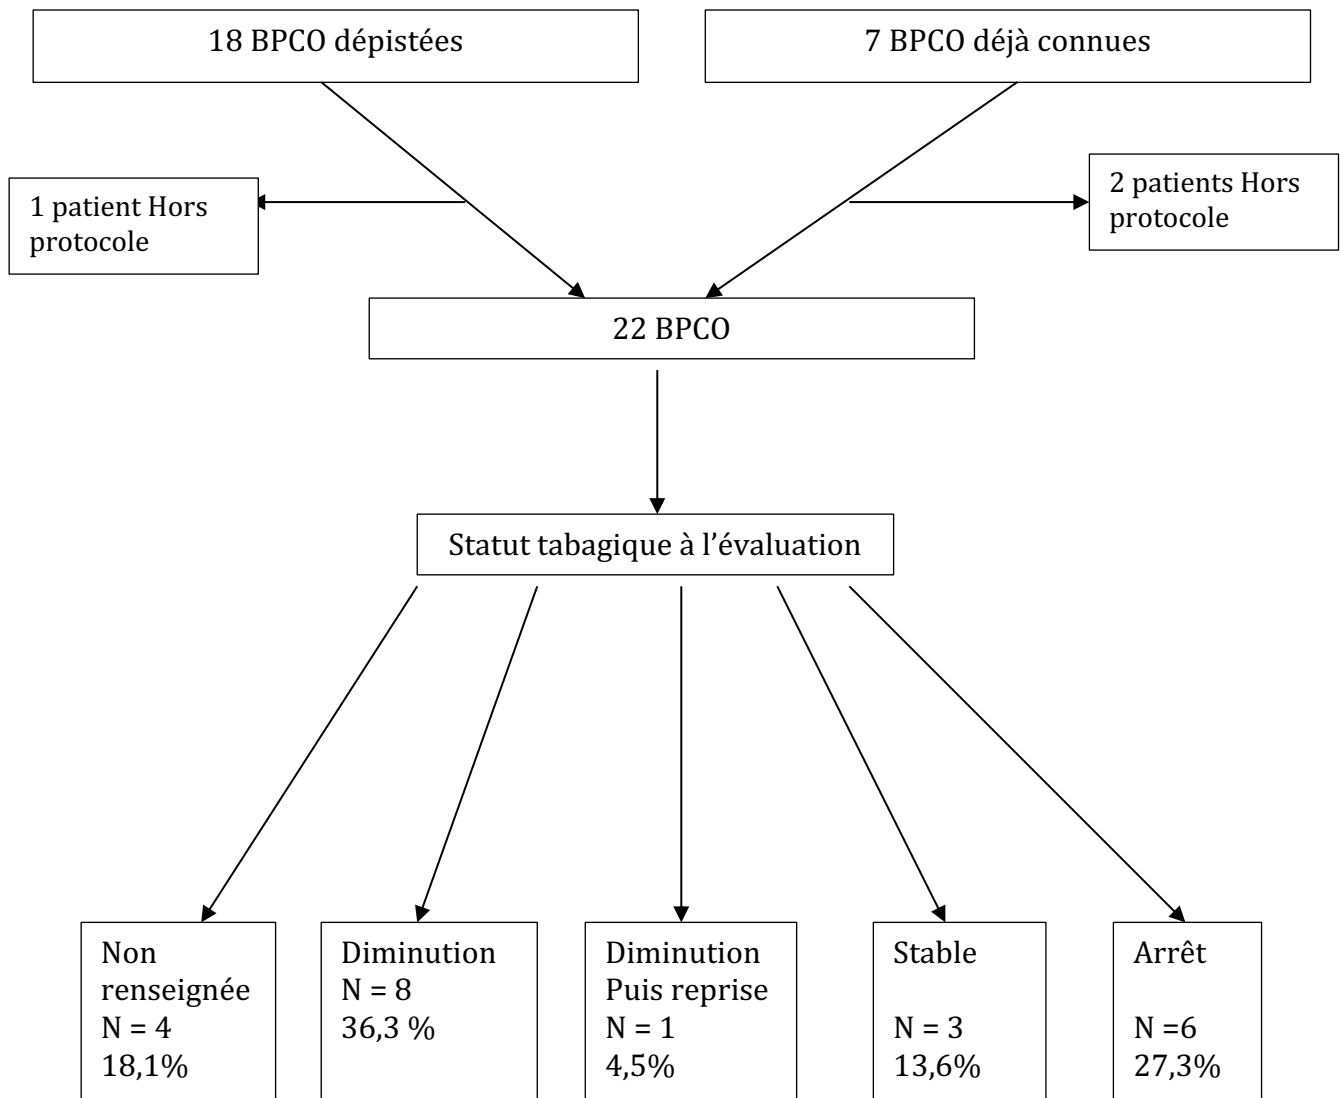 18 BPCO dépistées
7 BPCO déjà connues
1 patient Hors
protocole
2 patients Hors
protocole
22 BPCO
Statut tabagique à l’évaluation
Non
renseignée
N = 4
18,1%
Diminution
N = 8
36,3 %
Diminution
Puis reprise
N = 1
4,5%
Stable
N = 3
13,6%
Arrêt
N =6
27,3%